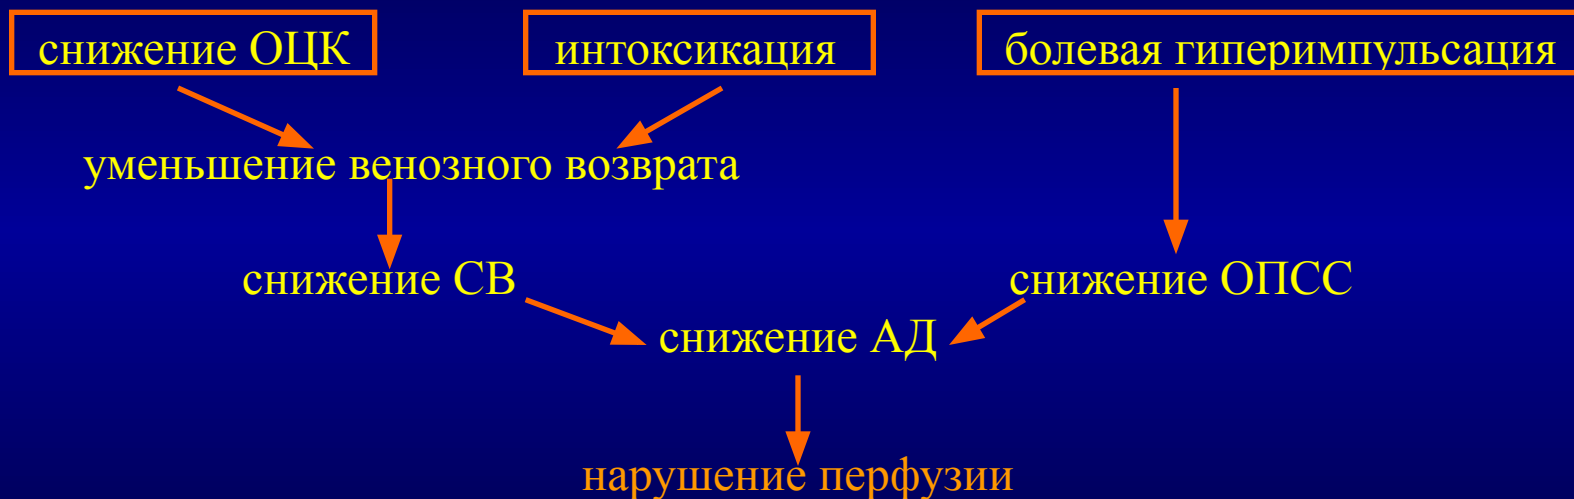 снижение ОЦК
интоксикация
болевая гиперимпульсация
уменьшение венозного возврата
снижение СВ
снижение ОПСС
снижение АД
нарушение перфузии